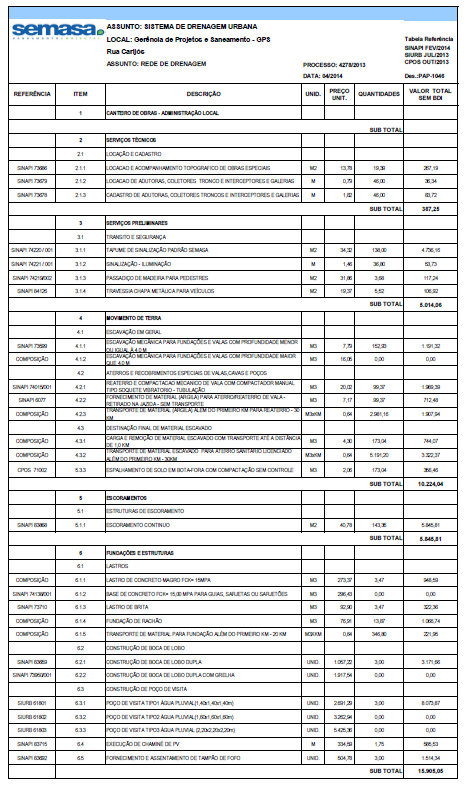 semasa
ASSUNTO: SISTEMA DE DRENAGEM URBANA
LOCAL: Gerência de Projetos e Saneamento - GPS
Rua Carijós
ASSUNTO: REDE DE DRENAGEM
PROCESSO: 4275/2013
DATA: 04/2014
Tabela Referência
SINAPI FEV/2014
SIURB JUL/2013
CPOS OUT/2013
Des.:PAP-1046
REFERÊNCIA ITEM DESCRIÇÃO UNID. PREÇO UNIT. QUANTIDADES VALOR TOTAL SEM BDI
1 CANTEIRO DE OBRAS - ADMINISTRAÇÃO LOCAL
SUB TOTAL
2 SERVIÇOS TÉCNICOS
2.1 LOCAÇÃO E CADASTRO
SINAPI 73686 2.1.1 LOCACAO E ACOMPANHAMENTO TOPOGRAFICO DE OBRAS ESPECIAIS M2 13,78 19,39 267,19
SINAPI 73679 2.1.2 LOCACAO DE ADUTORAS, COLETORES TRONCO E INTERCEPTORES E GALERIAS M 0,79 46,00 36,34
SINAPI 73678 2.1.3 CADASTRO DE ADUTORAS, COLETORES TRONCOS E INTERCEPTORES E GALERIAS M 1,82 46,00 83,72
SUB TOTAL 387,25
3 SERVIÇOS PRELIMINARES
3.1 TRANSITO E SEGURANÇA
SINAPI 74220/ 001 3.1.1 TAPUME DE SINALIZAÇÃO PADRÃO SEMASA M2 34,32 138,00 4.736,16
SINAPI 74221 / 001 3.1.2 SINALIZAÇÃO - ILUMINAÇÃO M 1,46 36,80 53,73
SINAPI 74219/002 3.1.3 PASSADIÇO DE MADEIRA PARA PEDESTRES M2 31,86 3,68 117,24
SINAPI 84126 3.1.4 TRAVESSIA CHAPA METÁLICA PARA VEÍCULOS M2 19,37 5,52 106,92
SUB TOTAL 5.014,06
4 MOVIMENTO DE TERRA
4.1 ESCAVAÇÃO EM GERAL
SINAPI 73599 4.1.1 ESCAVAÇÃO MECÂNICA PARA FUNDAÇÕES E VALAS COM PROFUNDIDADE MENOR OU IGUAL A 4,0 M M3 7,79 152,93 1.191,32
COMPOSIÇÃO 4.1.2 ESCAVAÇÃO MECÂNICA PARA FUNDAÇÕES E VALAS COM PROFUNDIDADE MAIOR QUE 4,0 M M3 16,06 0,00 0,00
4.2 ATERROS E RECOBRIMENTOS ESPECIAIS DE VALAS,CAVAS E POÇOS
SINAPI 74015/001 4.2.1 REATERRO E COMPACTACAO MECANICO DE VALA COM COMPACTADOR MANUAL TIPO SOQUETE VIBRATORIO - TUBULAÇÃO M3 20,02 99,37 1.989,39
SINAPI 6077 4.2.2 FORNECIMENTO DE MATERIAL (ARGILA) PARA ATERRO/REATERRO DE VALA - RETIRADO NA JAZIDA - SEM TRANSPORTE M3 7,17 99,37 712,48
COMPOSIÇÃO 4.2.3 TRANSPORTE DE MATERIAL (ARGILA) ALÉM DO PRIMEIRO KM PARA REATERRO - 30 KM M3xKM 0,64 2.981,16 1.907,94
4.3 DESTINAÇÃO FINAL DE MATERIAL ESCAVADO
COMPOSIÇÃO 4.3.1 CARGA E REMOÇÃO DE MATERIAL ESCAVADO COM TRANSPORTE ATÉ A DISTÂNCIA DE 1,0 KM M3 4,30 173,04 744,07
COMPOSIÇÃO 4.3.2 TRANSPORTE DE MATERIAL ESCAVADO PARA ATERRO SANITARIO LICENCIADO ALÉM DO PRIMEIRO KM - 30KM M3xKM 0,64 5.191,20 3.322,37
CPOS 71002 5.3.3 ESPALHAMENTO DE SOLO EM BOTA-FORA COM COMPACTAÇÃO SEM CONTROLE M3 2,06 173,04 356,46
SUB TOTAL 10.224,04
5 ESCORAMENTOS
5.1 ESTRUTURAS DE ESCORAMENTO
SINAPI 83868 5.1.1 ESCORAMENTO CONTINUO M2 40,78 143,35 5.845,81
SUB TOTAL 5.845,81
6 FUNDAÇÕES E ESTRUTURAS
6.1 LASTROS
COMPOSIÇÃO 6.1.1 LASTRO DE CONCRETO MAGRO FCK= 15MPA M3 273,37 3,47 948,59
SINAPI 74138/001 6.1.2 BASE DE CONCRETO FCK= 15,00 MPA PARA GUIAS, SARJETAS OU SARJETÕES M3 296,43 0,00 0,00
SINAPI 73710 6.1.3 LASTRO DE BRITA M3 92,90 3,47 322,36
COMPOSIÇÃO 6.1.4 FUNDAÇÃO DE RACHÃO M3 76,91 13,87 1.066,74
COMPOSIÇÃO 6.1.5 TRANSPORTE DE MATERIAL PARA FUNDAÇÃO ALÉM DO PRIMEIRO KM - 20 KM M3XKM 0,64 346,80 221,95
6.2 CONSTRUÇÃO DE BOCA DE LOBO
SINAPI 83659 6.2.1 CONSTRUÇÃO DE BOCA DE LOBO DUPLA UNID. 1.057,22 3,00 3.171,66
SINAPI 73950/001 6.2.2 CONSTRUÇÃO DE BOCA DE LOBO DUPLA COM GRELHA UNID. 1.917,54 0,00 0,00
6.3 CONSTRUÇÃO DE POÇO DE VISITA
SIURB 61801 6.3.1 POÇO DE VISITA TIPO1 ÁGUA PLUVIAL(1,40x1,40x1,40m) UNID. 2.691,29 3,00 8.073,87
SIURB 61802 6.3.2 POÇO DE VISITA TIPO2 ÁGUA PLUVIAL(1,60x1,60x1,60m) UNID. 3.262,94 0,00 0,00
SIURB 61803 6.3.3 POÇO DE VISITA TIPO3 ÁGUA PLUVIAL (2,20x2,20x2,20m) UNID. 5.425,36 0,00 0,00
SINAPI 83715 6.4 EXECUÇÃO DE CHAMINÉ DE PV M 334,59 1,75 585,53
SINAPI 83692 6.5 FORNECIMENTO E ASSENTAMENTO DE TAMPÃO DE FOFO UNID. 504,78 3,00 1.514,34
SUB TOTAL 15.905,05